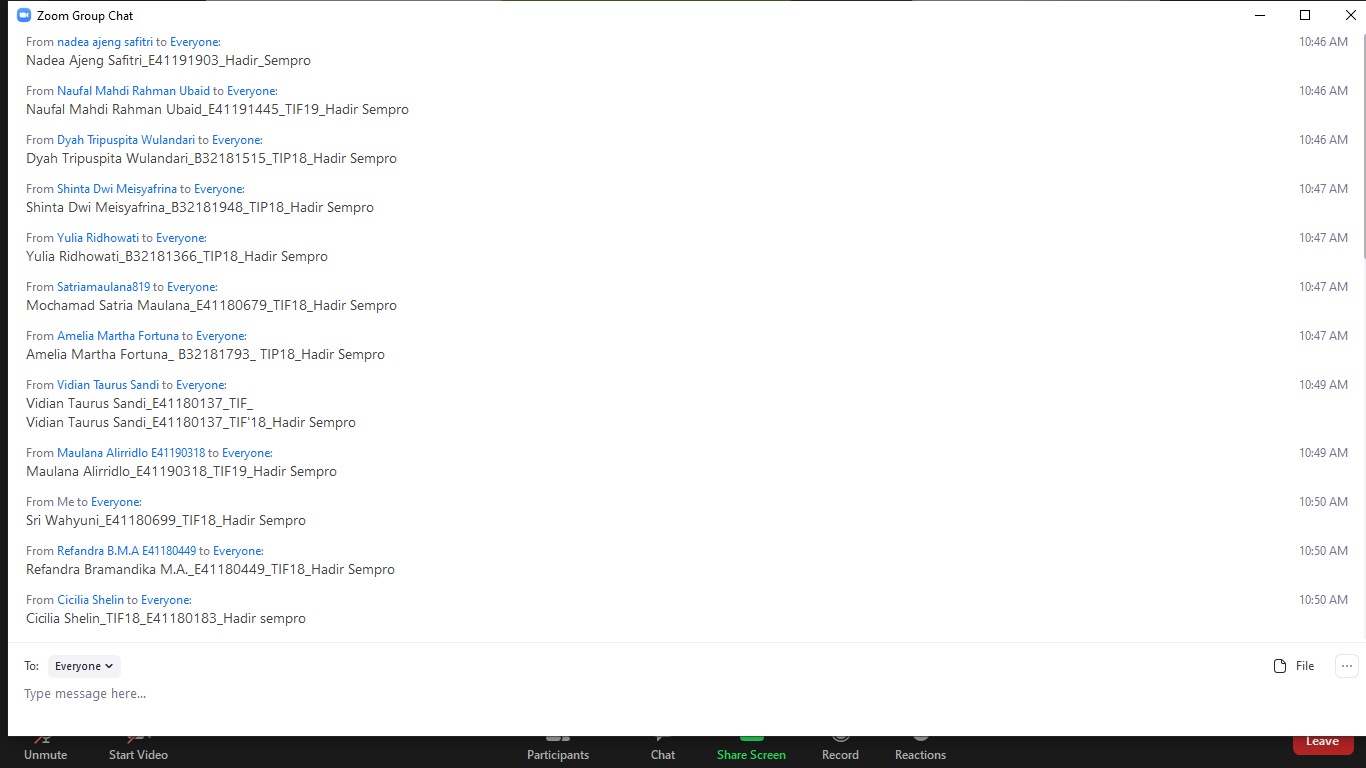 Zoom Group Chat
From nadea ajeng safitri to Everyone: 10:46 AM
Nadea Ajeng Safitri_E41191903_Hadir_Sempro
From Naufal Mahdi Rahman Ubaid to Everyone: 10:46 AM
Naufal Mahdi Rahman Ubaid_E41191445_TIF19_Hadir Sempro
From Dyah Tripuspita Wulandari to Everyone: 10:46 AM
Dyah Tripuspita Wulandari_B32181515_TIP18_Hadir Sempro
From Shinta Dwi Meisyafrina to Everyone: 10:47 AM
Shinta Dwi Meisyafrina_B32181948_TIP18_Hadir Sempro
From Yulia Ridhowati to Everyone: 10:47 AM
Yulia Ridhowati_B32181366_TIP18_Hadir Sempro
From Satriamaulana819 to Everyone: 10:47 AM
Mochamad Satria Maulana_E41180679_TIF18_Hadir Sempro
From Amelia Martha Fortuna to Everyone: 10:47 AM
Amelia Martha Fortuna_ B32181793_ TIP18_Hadir Sempro
From Vidian Taurus Sandi to Everyone: 10:49 AM
Vidian Taurus Sandi_E41180137_TIF_
Vidian Taurus Sandi_E41180137_TIF'18_Hadir Sempro
From Maulana Alirridlo E41190318 to Everyone: 10:49 AM
Maulana Alirridlo_E41190318_TIF19_Hadir Sempro
From Me to Everyone: 10:50 AM
Sri Wahyuni_E41180699_TIF18_Hadir Sempro
From Refandra B.M.A E41180449 to Everyone: 10:50 AM
Refandra Bramandika M.A._E41180449_TIF18_Hadir Sempro
From Cicilia Shelin to Everyone: 10:50 AM
Cicilia Shelin_TIF18_E41180183_Hadir sempro
To: Everyone File
Type message here...
Unmute Start Video Participants Chat Share Screen Record Reactions Leave